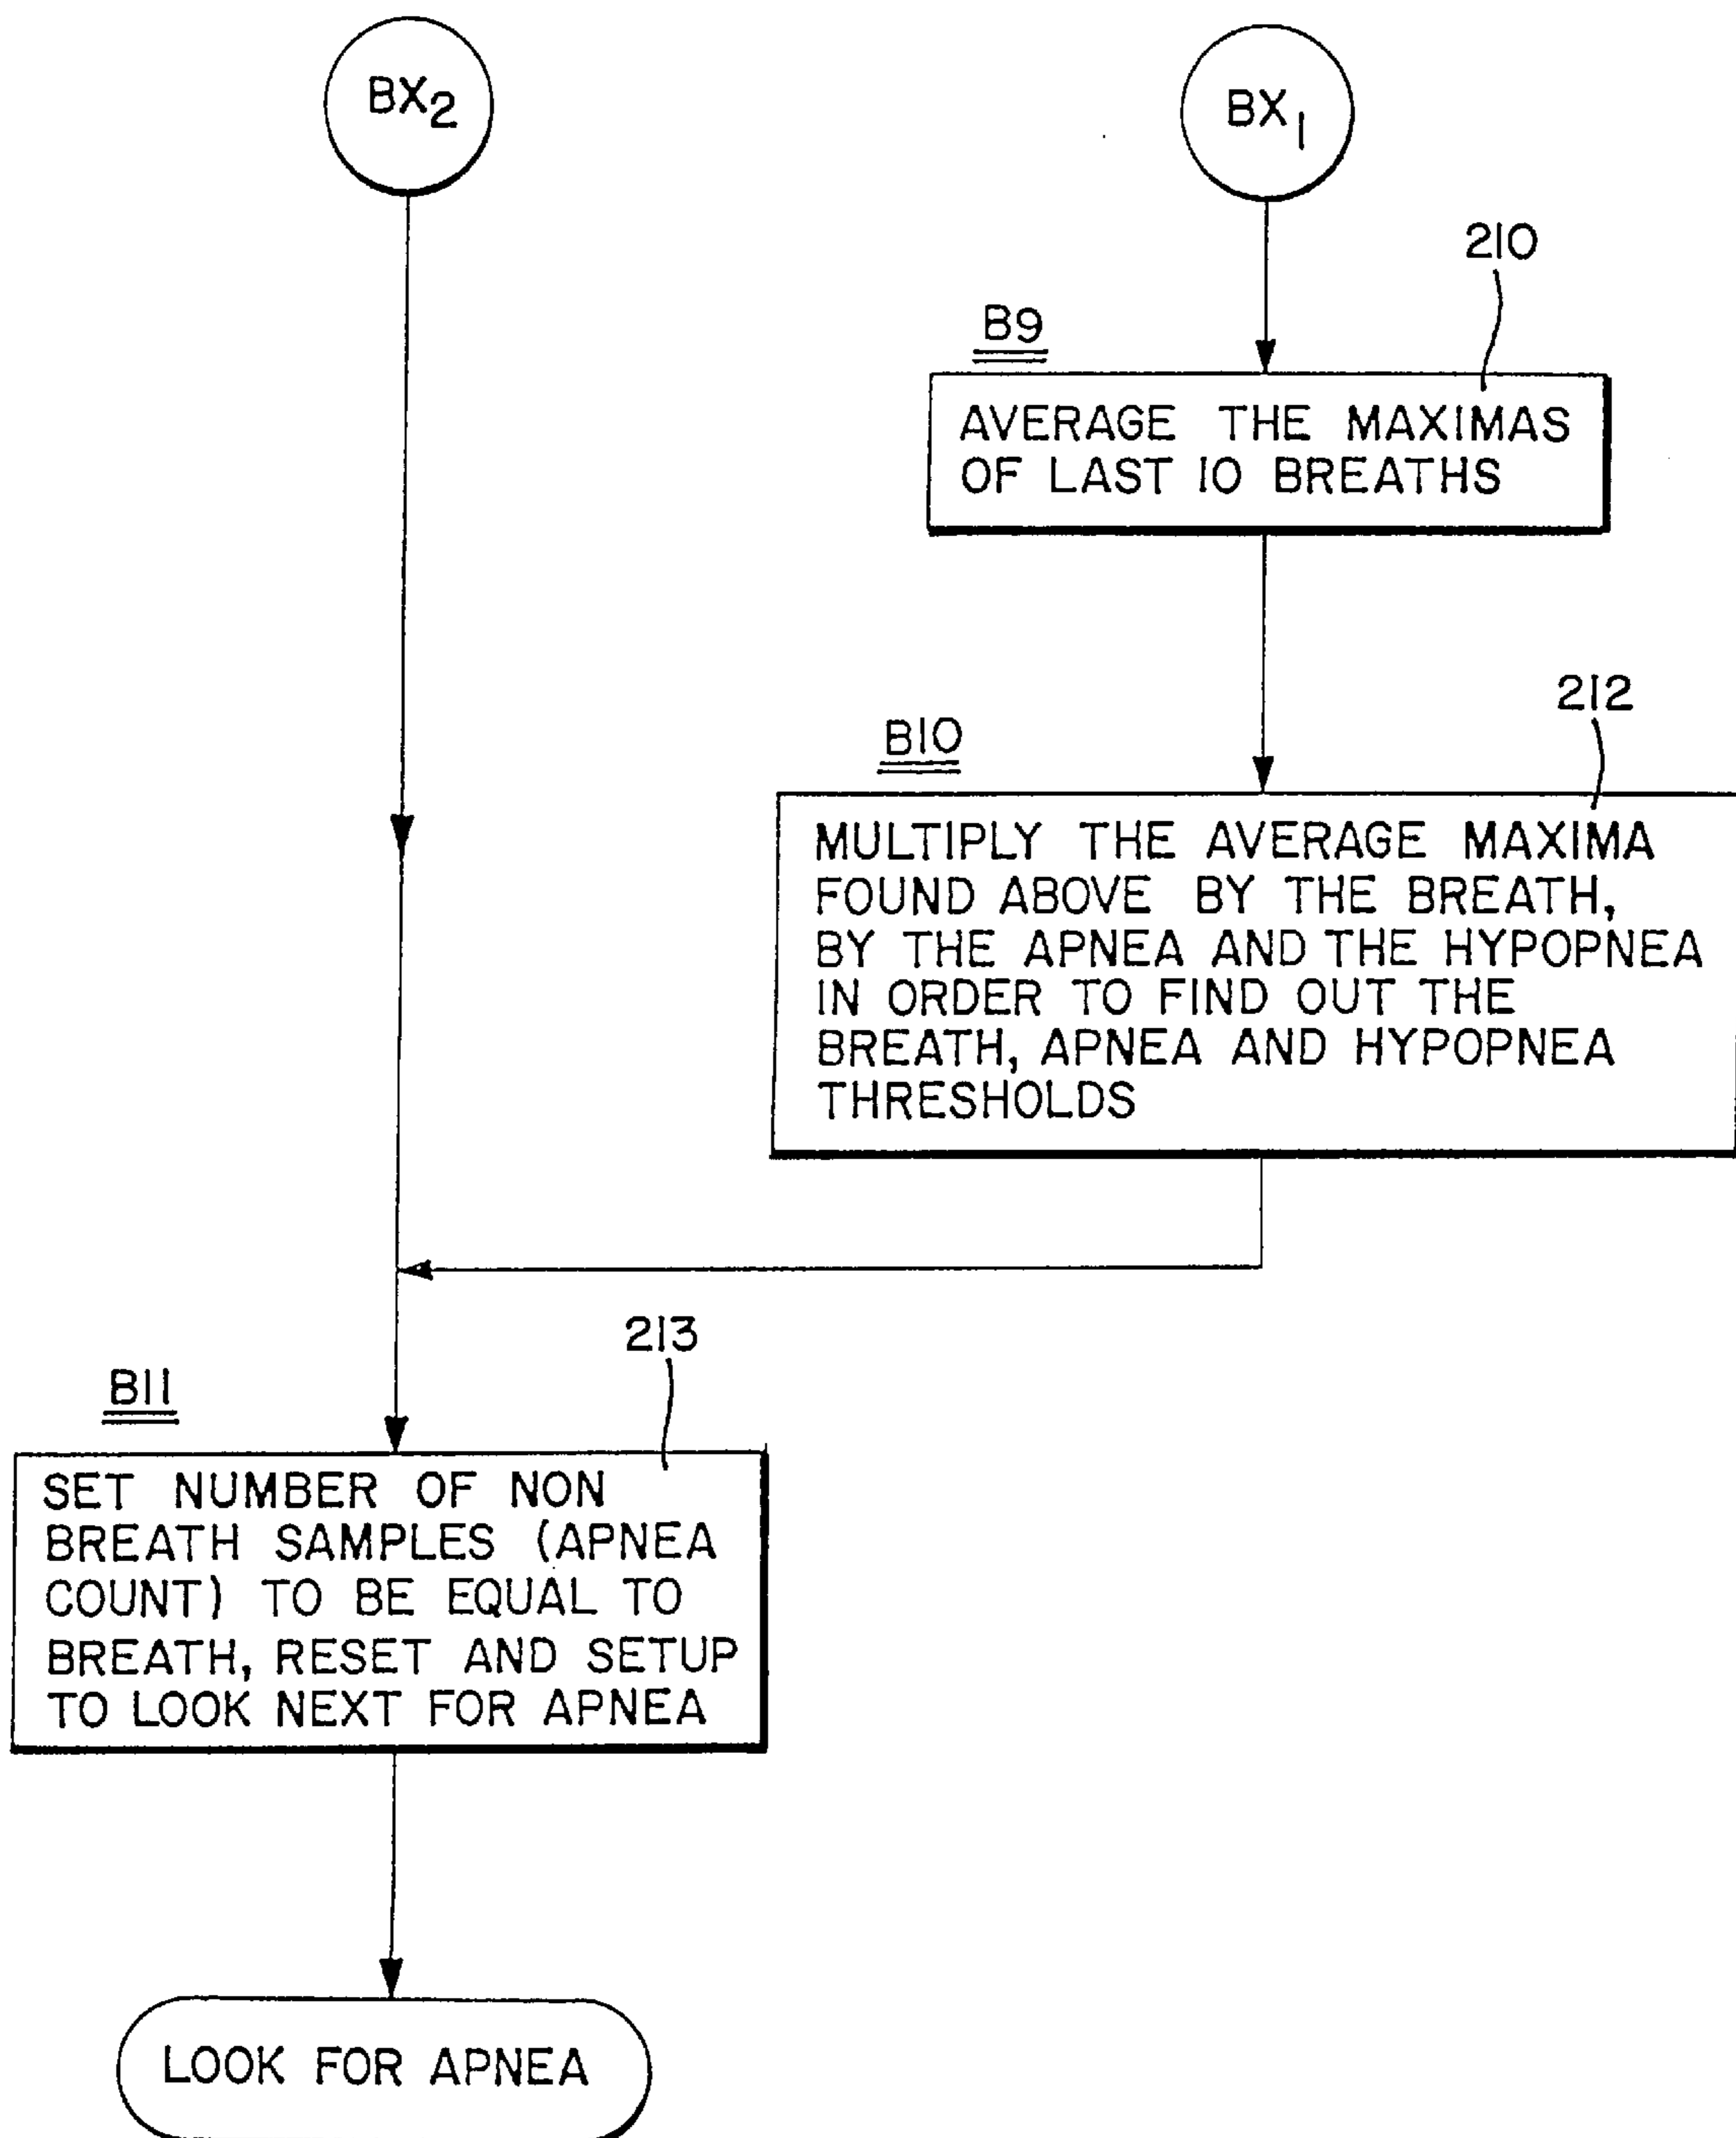 BX2
BX1
210
B9
AVERAGE THE MAXIMAS
OF LAST 10 BREATHS
212
B10
MULTIPLY THE AVERAGE MAXIMA
FOUND ABOVE BY THE BREATH,
BY THE APNEA AND THE HYPOPNEA
IN ORDER TO FIND OUT THE
BREATH, APNEA AND HYPOPNEA
THRESHOLDS
213
B11
SET NUMBER OF NON
BREATH SAMPLES (APNEA
COUNT) TO BE EQUAL TO
BREATH, RESET AND SETUP
TO LOOK NEXT FOR APNEA
LOOK FOR APNEA